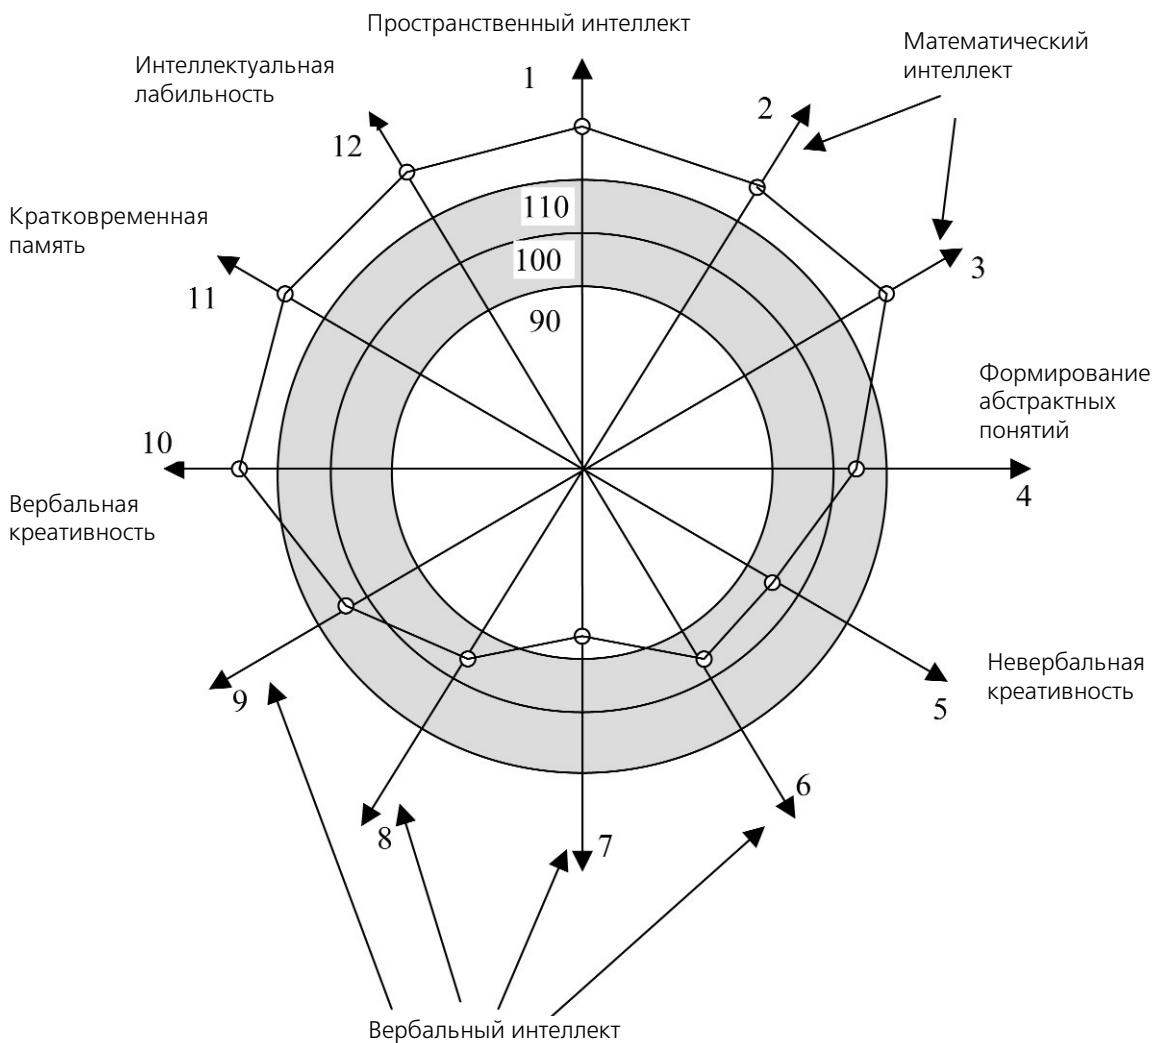 Пространственный интеллект
Математический
интеллект
Интеллектуальная
лабильность
1
2
12
Кратковременная
память
110
100
90
3
11
Формирование
абстрактных
понятий
10
4
Вербальная
креативность
Невербальная
креативность
9
5
6
8
7
Вербальный интеллект